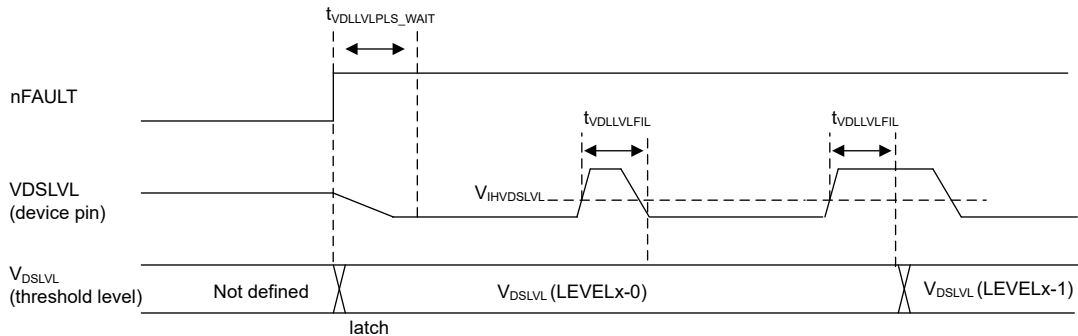 tVDLLVLPLS_WAIT
nFAULT
tVDLLVLFIL
tVDLLVLFIL
VDSLVL
(device pin)
VIHVDSLVL
VDSLVL
(threshold level)
Not defined
VDSLVL (LEVELx-0)
VDSLVL (LEVELx-1)
latch